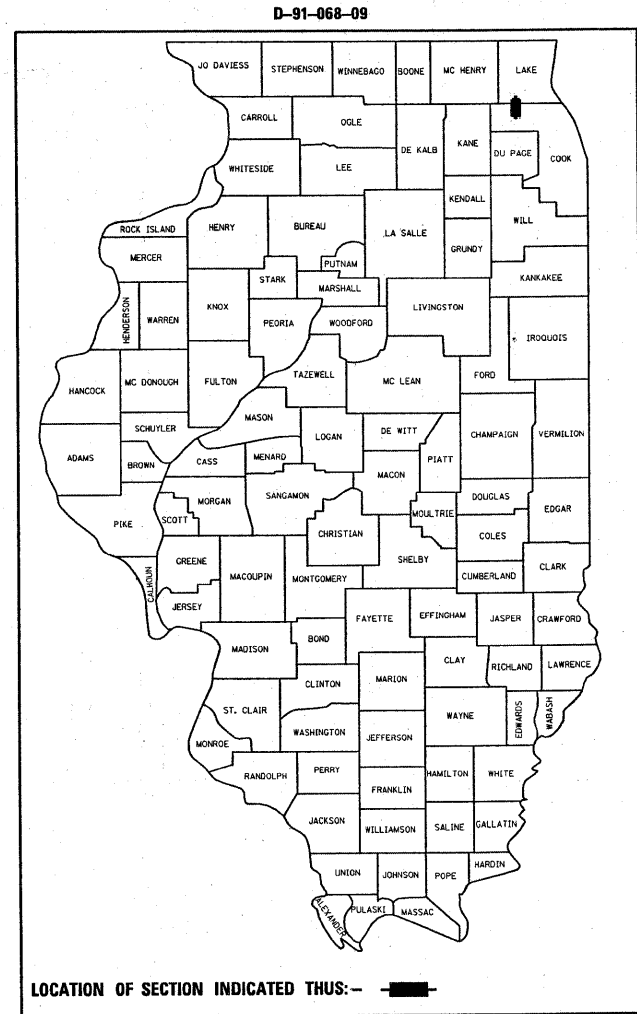 D-91-068-09
JO DAVIESS
STEPHENSON
WINNEBAGO
BOONE
MC HENRY
LAKE
CARROLL
OGLE
DE KALB
KANE
DU PAGE
COOK
WHITESIDE
LEE
KENDALL
WILL
ROCK ISLAND
HENRY
BUREAU
LA SALLE
GRUNDY
MERCER
PUTNAM
KANKAKEE
STARK
MARSHALL
HENDERSON
WARREN
KNOX
PEORIA
WOODFORD
LIVINGSTON
IROQUOIS
HANCOCK
MC DONOUGH
FULTON
TAZEWELL
MC LEAN
FORD
SCHUYLER
MASON
LOGAN
DE WITT
CHAMPAIGN
VERMILION
ADAMS
BROWN
CASS
MENARD
MACON
PIATT
MORGAN
SANGAMON
DOUGLAS
EDGAR
PIKE
SCOTT
CHRISTIAN
MOULTRIE
COLES
CALHOUN
GREENE
MACOUPIN
MONTGOMERY
SHELBY
CUMBERLAND
CLARK
JERSEY
FAYETTE
EFFINGHAM
JASPER
CRAWFORD
MADISON
BOND
CLAY
RICHLAND
LAWRENCE
CLINTON
MARION
ST. CLAIR
WAYNE
EDWARDS
WABASH
MONROE
WASHINGTON
JEFFERSON
RANDOLPH
PERRY
HAMILTON
WHITE
FRANKLIN
JACKSON
WILLIAMSON
SALINE
GALLATIN
UNION
JOHNSON
POPE
HARDIN
ALEXANDER
PULASKI
MASSAC
LOCATION OF SECTION INDICATED THUS:-